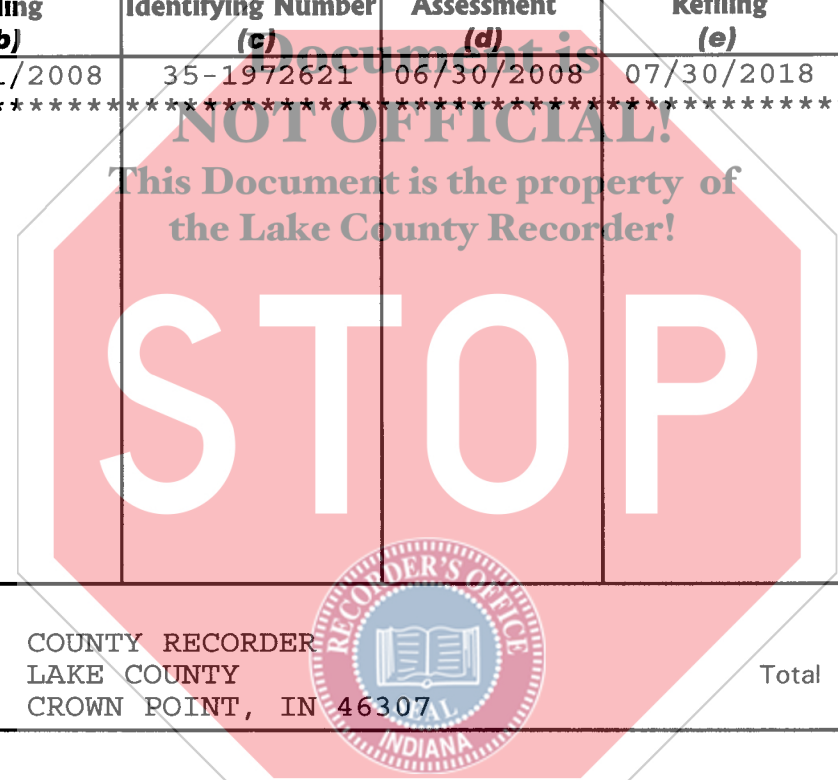 ling Identifying Number Assessment Refiling
b) (c) (d) (e)
Document is
1/2008 35-1972621 06/30/2008 07/30/2018
****************************************************
NOT OFFICIAL!
This Document is the property of
the Lake County Recorder!
STOP
RECORDER'S OFFICE
COUNTY RECORDER
LAKE COUNTY Total
CROWN POINT, IN 46307
SEAL
INDIANA